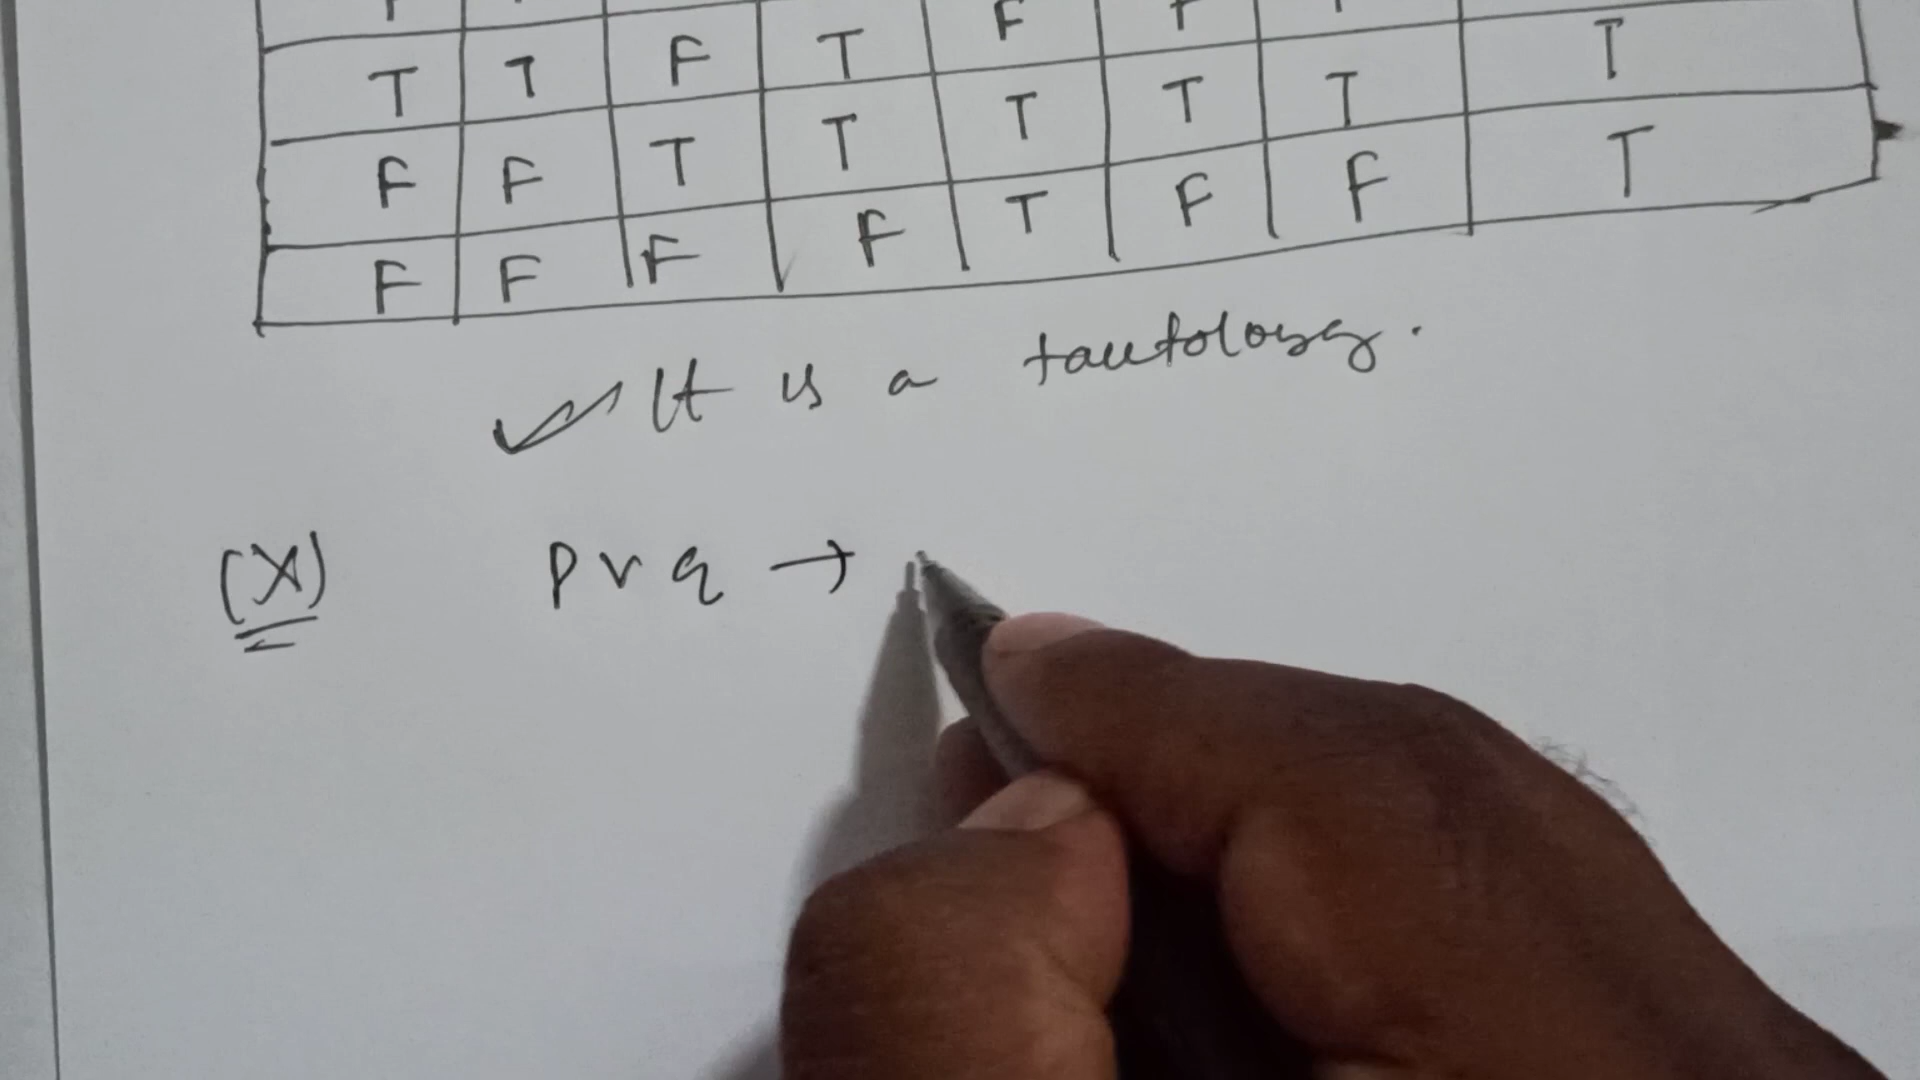 T T F T F F T
F F T T T T T T
F F F F T F F T
It is a tautology.
(X) p v q →